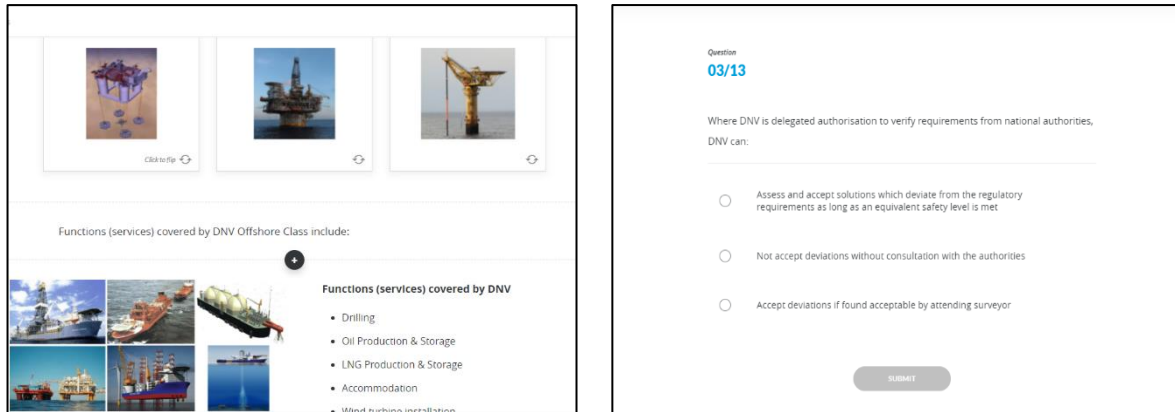 Click to flip
Functions (services) covered by DNV Offshore Class include:
+
Functions (services) covered by DNV
• Drilling
• Oil Production & Storage
• LNG Production & Storage
• Accommodation
• Wind turbine installation
Question
03/13
Where DNV is delegated authorisation to verify requirements from national authorities,
DNV can:
Assess and accept solutions which deviate from the regulatory
requirements as long as an equivalent safety level is met
Not accept deviations without consultation with the authorities
Accept deviations if found acceptable by attending surveyor
SUBMIT